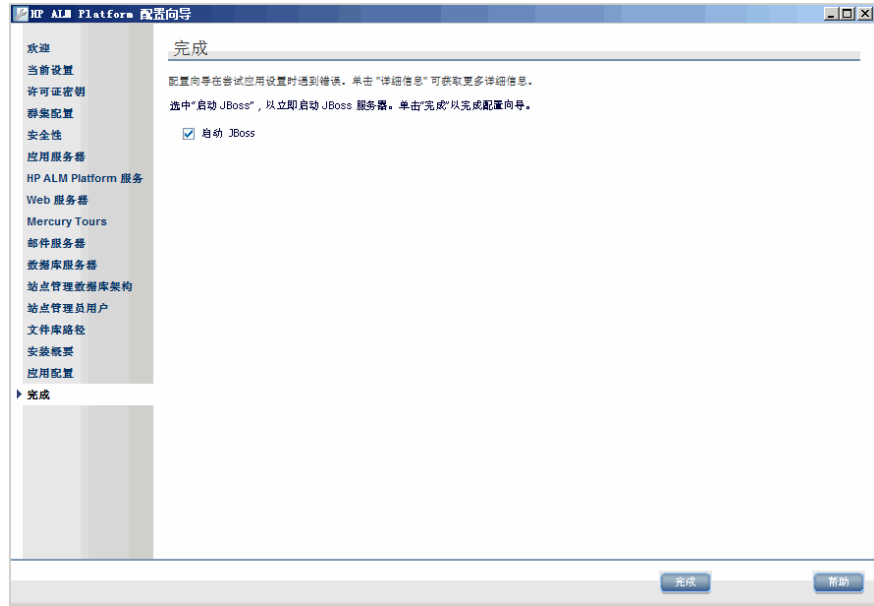 HP ALM Platform 配置向导
欢迎
当前设置
许可证密钥
群集配置
安全性
应用服务器
HP ALM Platform 服务
Web 服务器
Mercury Tours
邮件服务器
数据库服务器
站点管理数据库架构
站点管理员用户
文件库路径
安装概要
应用配置
完成
完成
配置向导在尝试应用设置时遇到错误。单击 "详细信息" 可获取更多详细信息。
选中"启动 JBoss"，以立即启动 JBoss 服务器。单击"完成"以完成配置向导。
启动 JBoss
完成
帮助